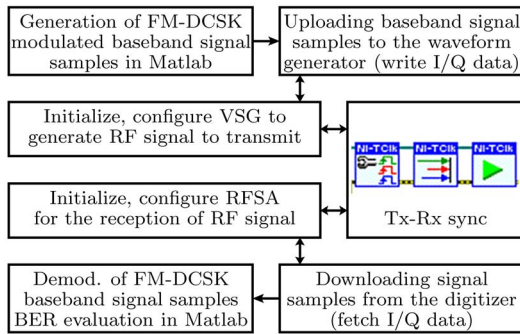 Generation of FM-DCSK
modulated baseband signal
samples in Matlab
Uploading baseband signal
samples to the waveform
generator (write I/Q data)
Initialize, configure VSG to
generate RF signal to transmit
NI-TClk NI-TClk NI-TClk
Tx-Rx sync
Initialize, configure RFSA
for the reception of RF signal
Demod. of FM-DCSK
baseband signal samples
BER evaluation in Matlab
Downloading signal
samples from the digitizer
(fetch I/Q data)